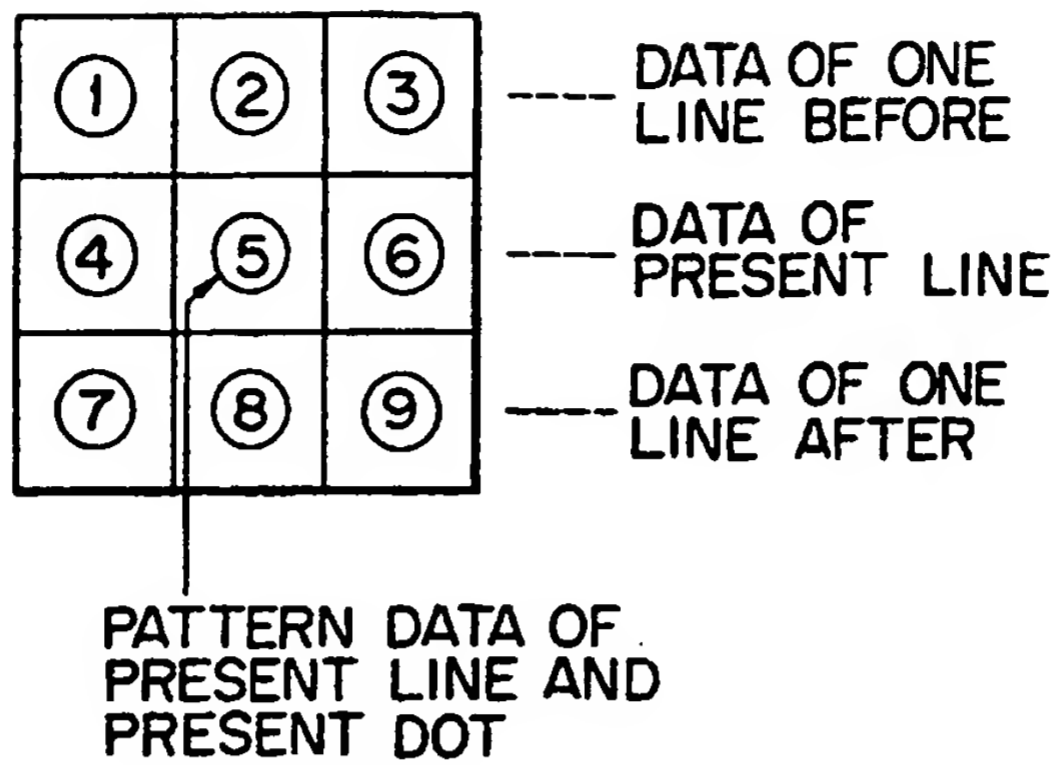 ① ② ③ DATA OF ONE
LINE BEFORE
④ ⑤ ⑥ DATA OF
PRESENT LINE
⑦ ⑧ ⑨ DATA OF ONE
LINE AFTER
PATTERN DATA OF
PRESENT LINE AND
PRESENT DOT